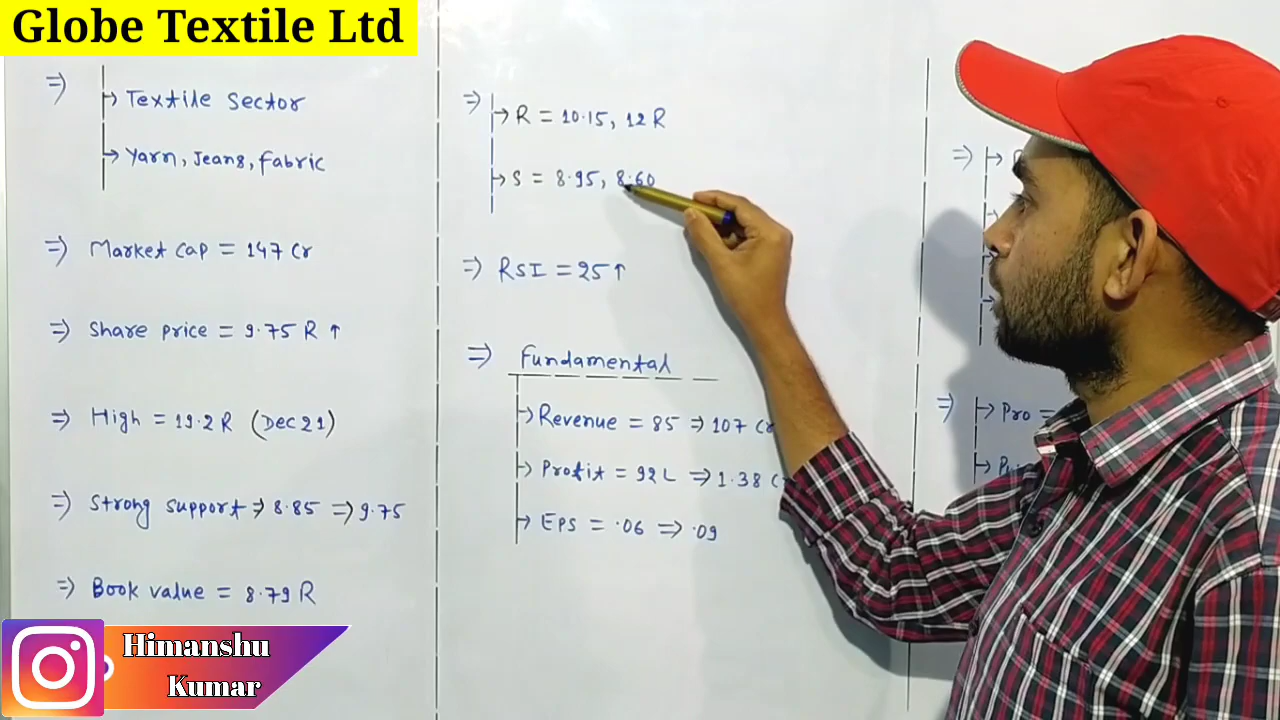 Globe Textile Ltd
⇒ → Textile Sector
→ Yarn, Jeans, fabric
⇒ Market cap = 147 Cr
⇒ Share price = 9.75 R ↑
⇒ High = 19.2 R (Dec 21)
⇒ Strong support → 8.85 ⇒ 9.75
⇒ Book value = 8.79 R
⇒ → R = 10.15, 12 R
→ S = 8.95, 8.60
⇒ RSI = 25 ↑
⇒ Fundamental
→ Revenue = 85 ⇒ 107 Cr
→ Profit = 92 L ⇒ 1.38 C
→ Eps = .06 ⇒ .09
⇒ →
⇒ → Pro =
Himanshu
Kumar